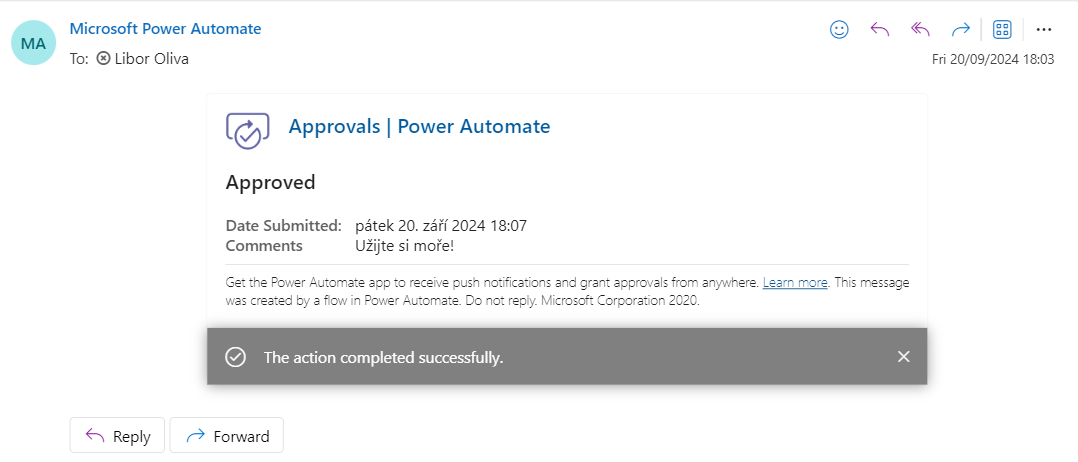 MA
Microsoft Power Automate
To: Libor Oliva
Fri 20/09/2024 18:03
Approvals | Power Automate
Approved
Date Submitted: pátek 20. září 2024 18:07
Comments Užijte si moře!
Get the Power Automate app to receive push notifications and grant approvals from anywhere. Learn more. This message
was created by a flow in Power Automate. Do not reply. Microsoft Corporation 2020.
The action completed successfully.
Reply Forward